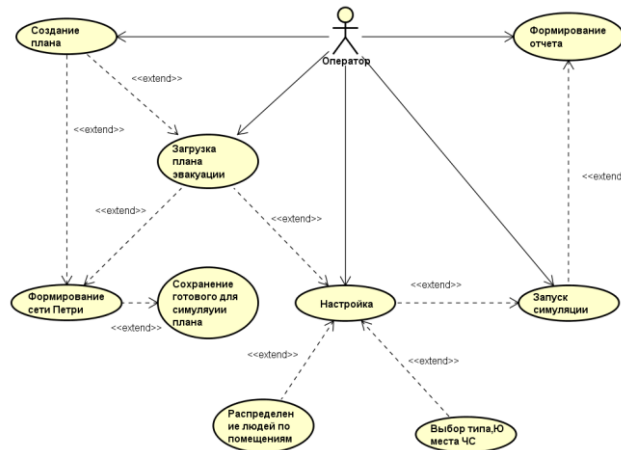 Создание
плана
Оператор
Формирование
отчета
<<extend>>
<<extend>>
Загрузка
плана
эвакуации
<<extend>>
<<extend>>
<<extend>>
<<extend>>
Формирование
сети Петри
<<extend>>
Сохранение
готового для
симуляуии
плана
Настройка
<<extend>>
Запуск
симуляции
<<extend>>
<<extend>>
Распределен
ие людей по
помещениям
Выбор типа,Ю
места ЧС